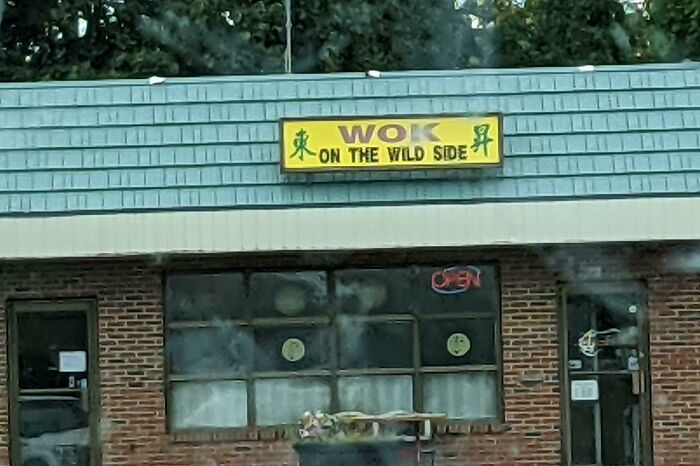 東
WOK
ON THE WILD SIDE
昇
OPEN